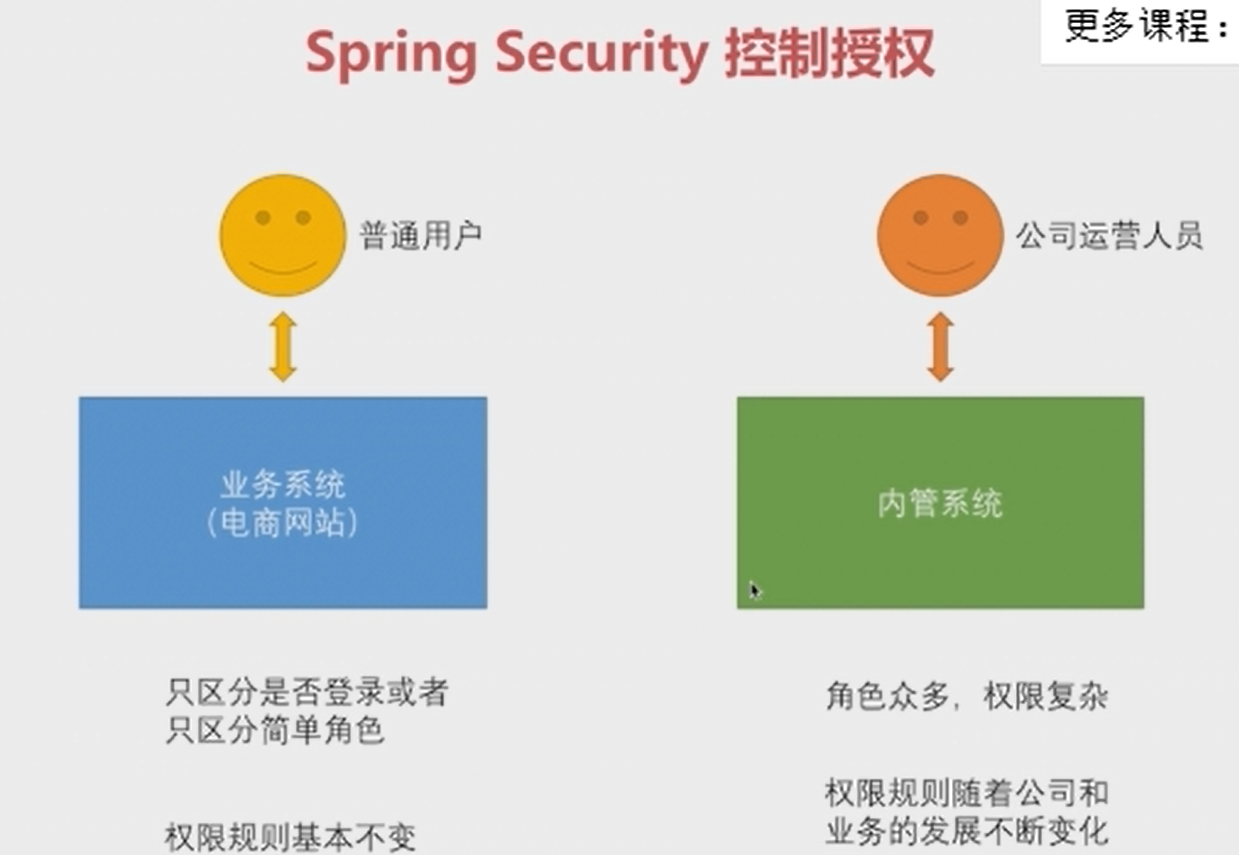 更多课程：
Spring Security 控制授权
普通用户
公司运营人员
业务系统
（电商网站）
内管系统
只区分是否登录或者
只区分简单角色
角色众多，权限复杂
权限规则基本不变
权限规则随着公司和
业务的发展不断变化